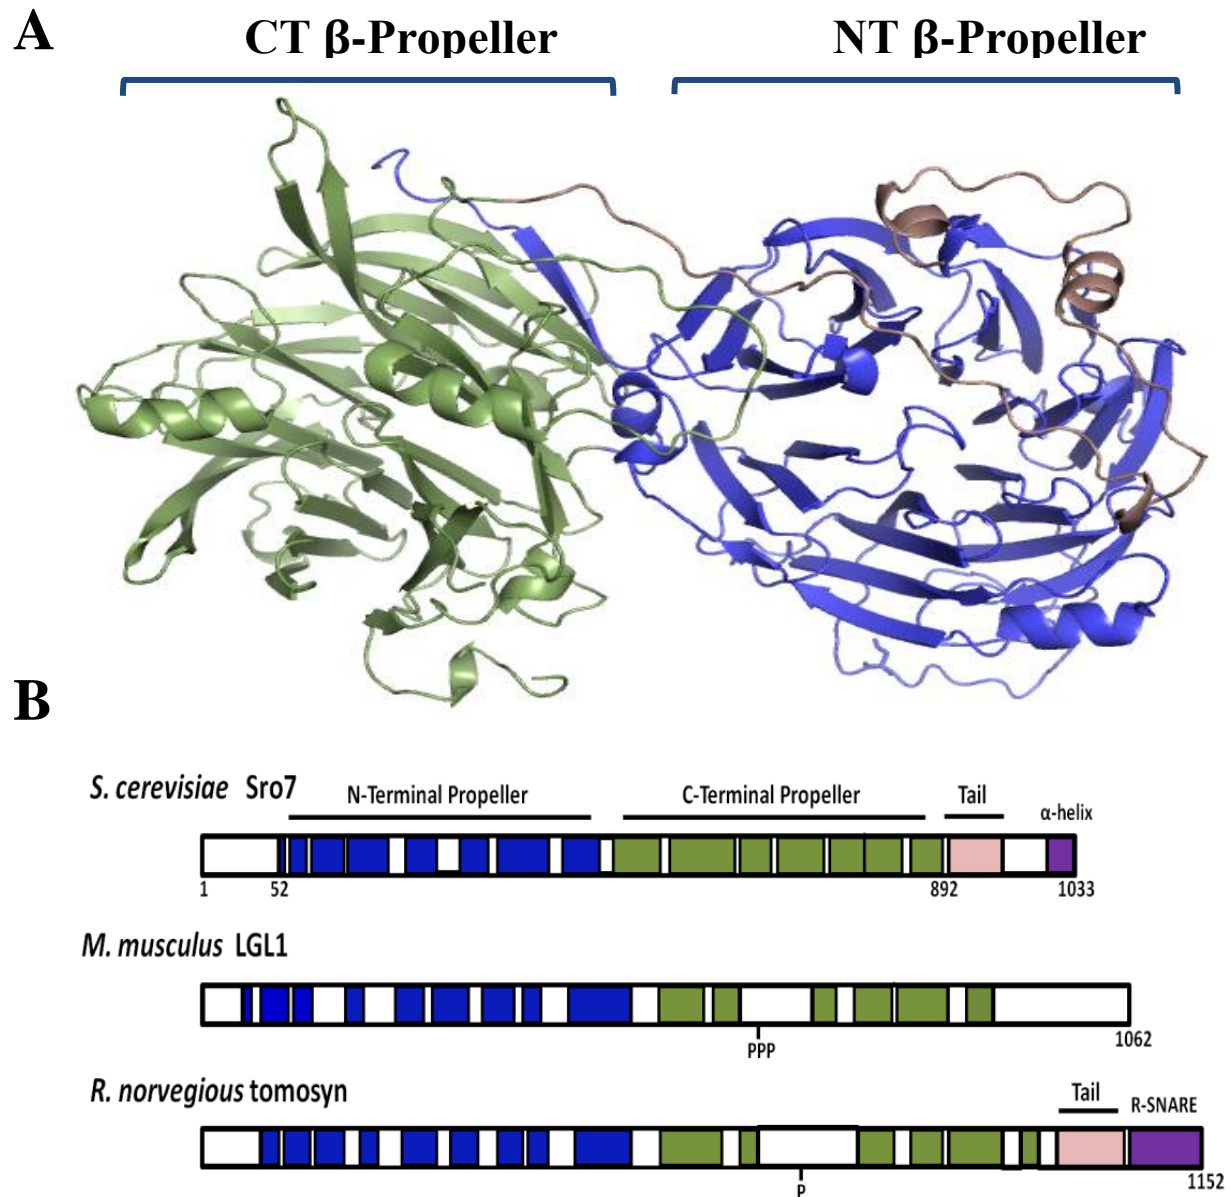 A
CT β-Propeller
NT β-Propeller
B
S. cerevisiae Sro7
N-Terminal Propeller
C-Terminal Propeller
Tail
α-helix
1
52
892
1033
M. musculus LGL1
PPP
1062
R. norvegious tomosyn
Tail
R-SNARE
P
1152